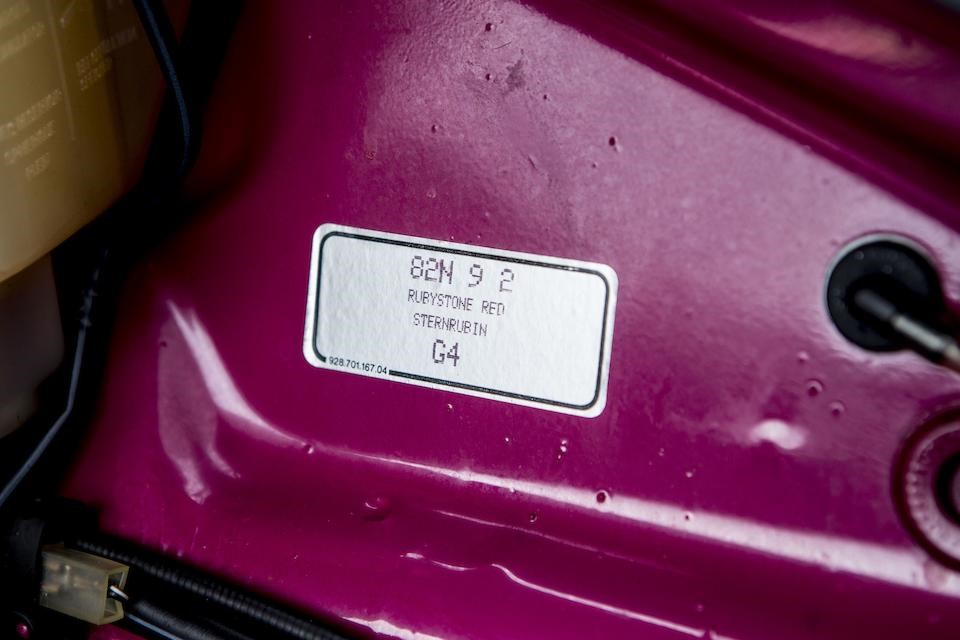 82N 9 2
RUBYSTONE RED
STERNRUBIN
G4
928.701.167.04